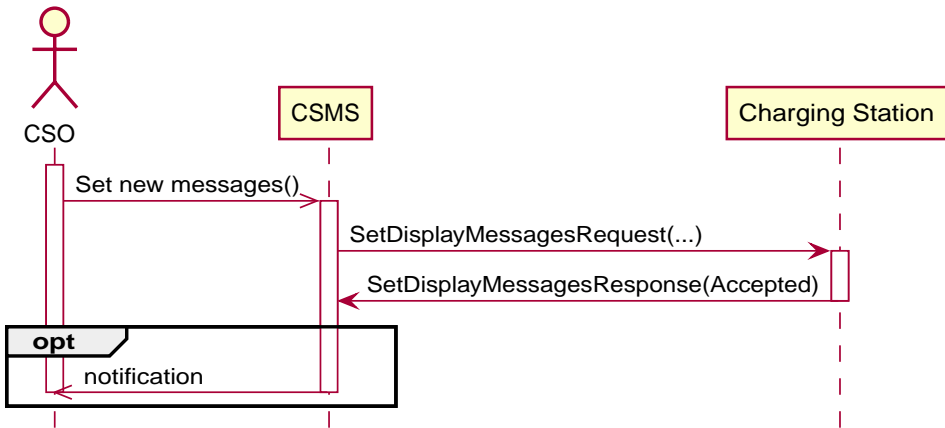 CSO
CSMS
Charging Station
Set new messages()
SetDisplayMessagesRequest(...)
SetDisplayMessagesResponse(Accepted)
opt
notification